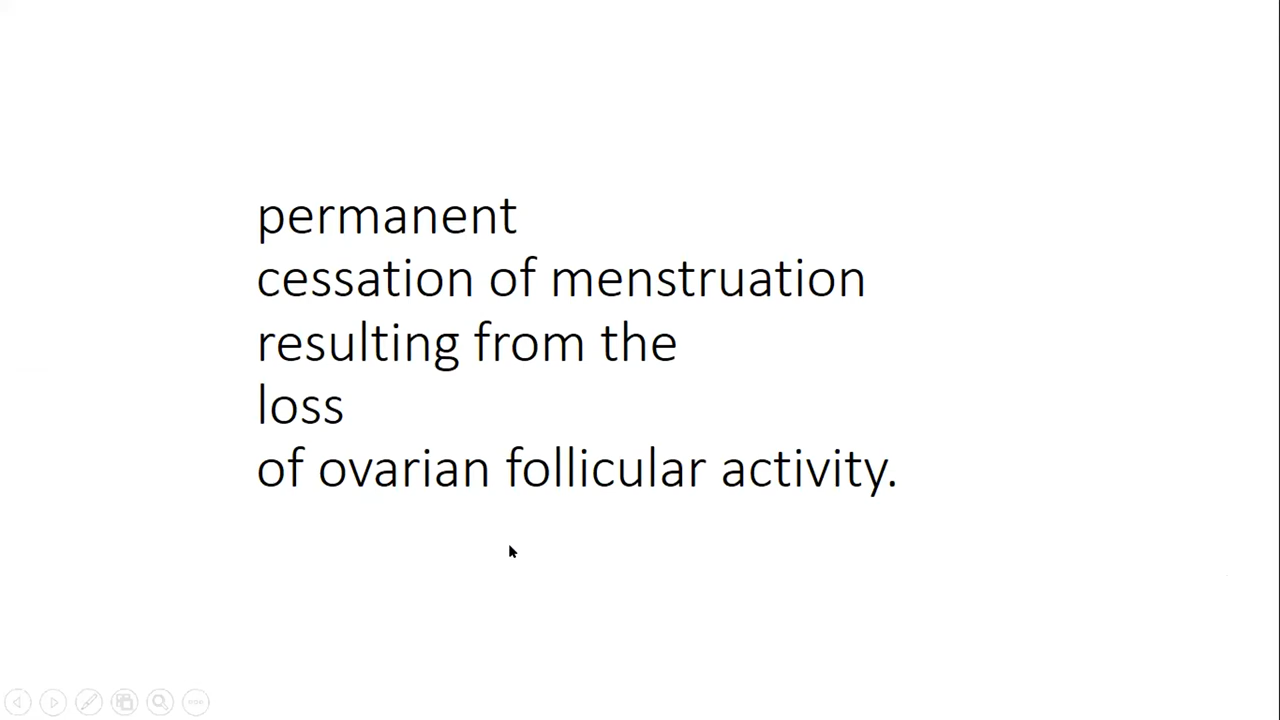 permanent
cessation of menstruation
resulting from the
loss
of ovarian follicular activity.